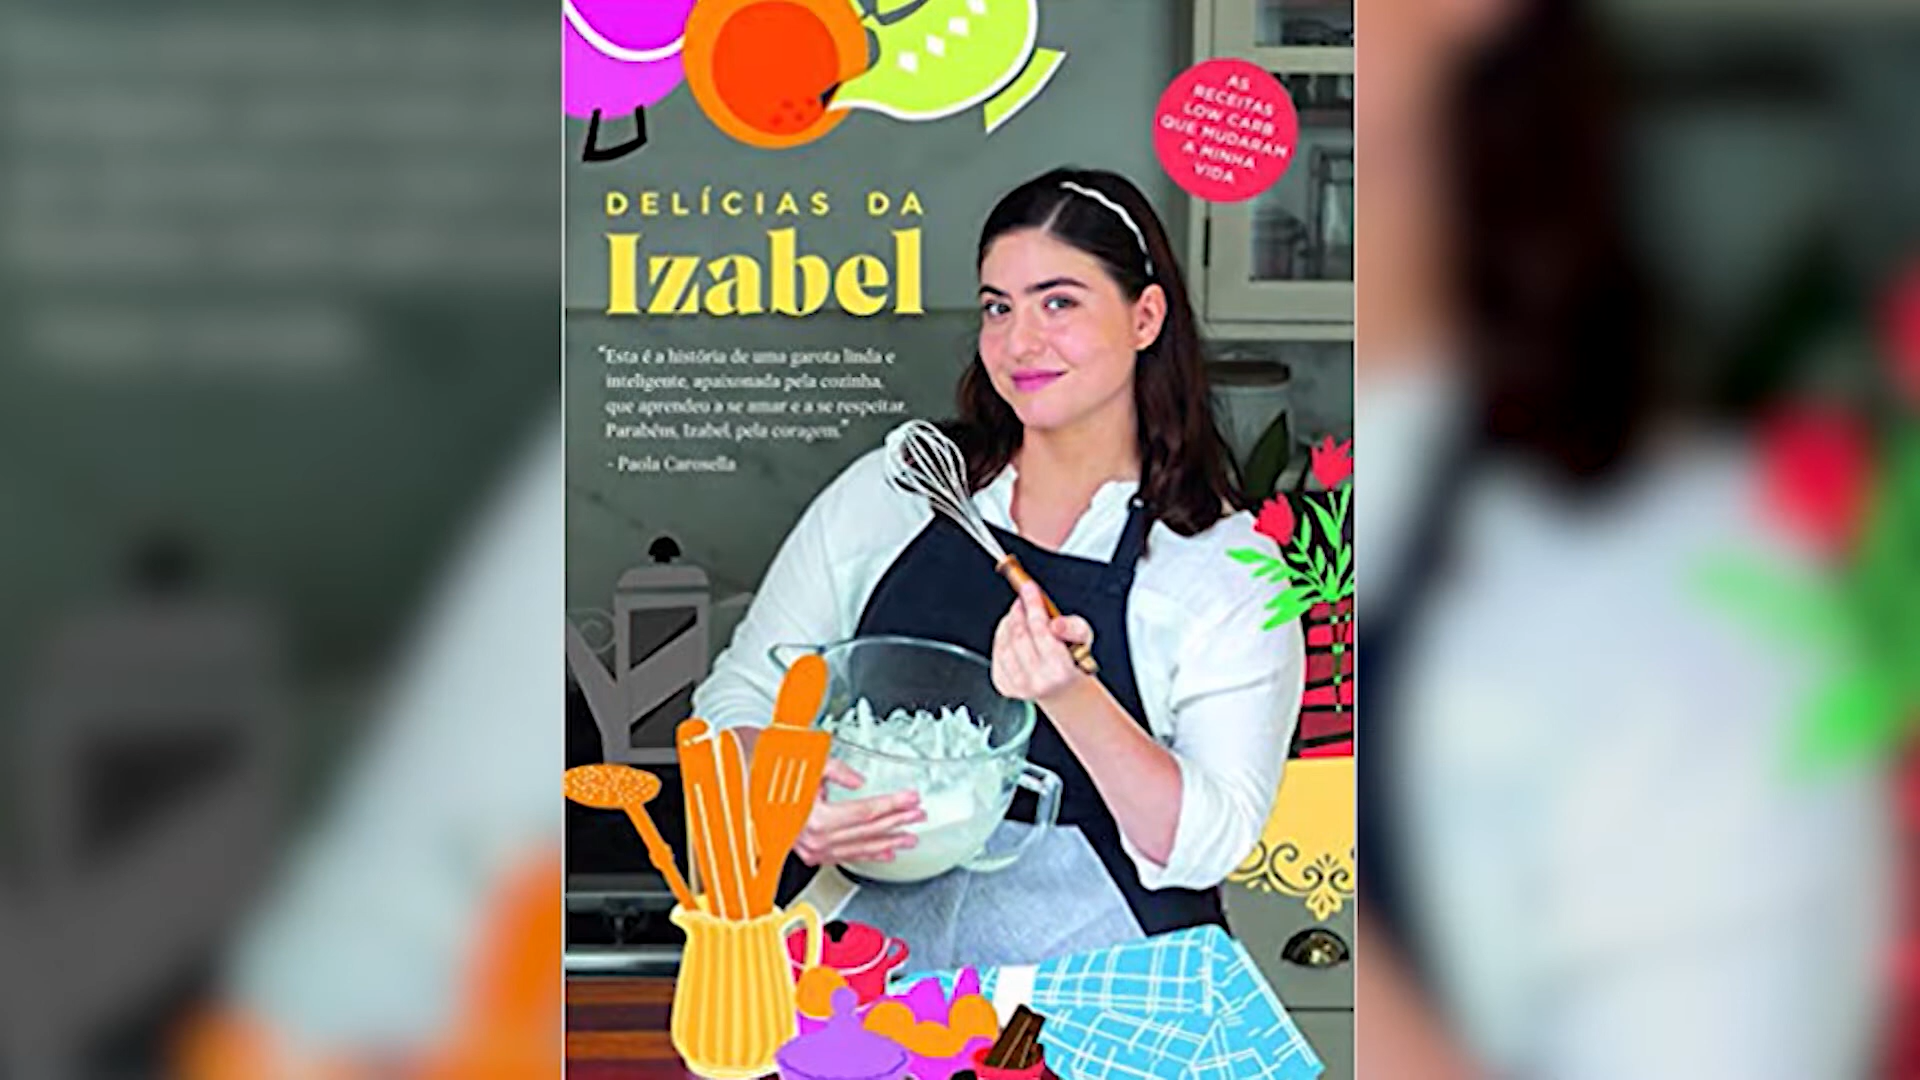 AS
RECEITAS
LOW CARB
QUE MUDARAM
A MINHA
VIDA
DELÍCIAS DA
Izabel
"Esta é a história de uma garota linda e
inteligente, apaixonada pela cozinha,
que aprendeu a se amar e a se respeitar.
Parabéns, Izabel, pela coragem."
- Paola Carosella